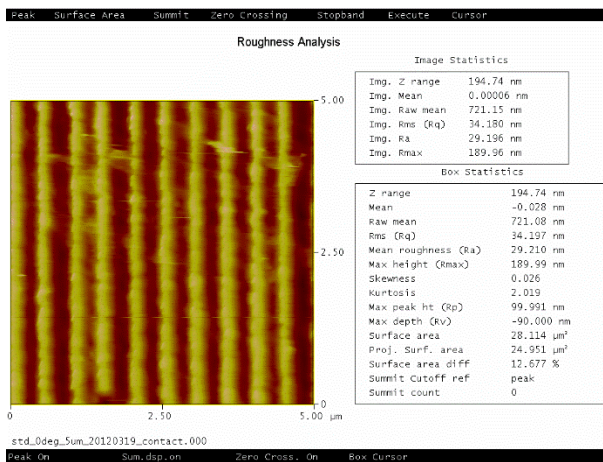 Peak Surface Area Summit Zero Crossing Stopband Execute Cursor
Roughness Analysis
Image Statistics
Img. Z range 194.74 nm
Img. Mean 0.00006 nm
Img. Raw mean 721.15 nm
Img. Rms (Rq) 34.180 nm
Img. Ra 29.196 nm
Img. Rmax 189.96 nm
Box Statistics
Z range 194.74 nm
Mean -0.028 nm
Raw mean 721.08 nm
Rms (Rq) 34.197 nm
Mean roughness (Ra) 29.210 nm
Max height (Rmax) 189.99 nm
Skewness 0.026
Kurtosis 2.019
Max peak ht (Rp) 99.991 nm
Max depth (Rv) -90.000 nm
Surface area 28.114 µm²
Proj. Surf. area 24.951 µm²
Surface area diff 12.677 %
Summit Cutoff ref peak
Summit count 0
5.00
2.50
0
0 2.50 5.00 µm
std_0deg_5um_20120319_contact.000
Peak On Sum.dsp.on Zero Cross. On Box Cursor